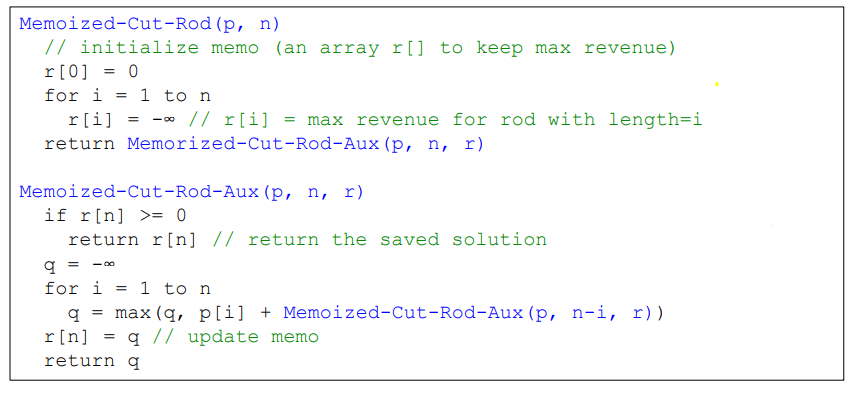 Memoized-Cut-Rod(p, n)
// initialize memo (an array r[] to keep max revenue)
r[0] = 0
for i = 1 to n
r[i] = -∞ // r[i] = max revenue for rod with length=i
return Memorized-Cut-Rod-Aux(p, n, r)
Memoized-Cut-Rod-Aux(p, n, r)
if r[n] >= 0
return r[n] // return the saved solution
q = -∞
for i = 1 to n
q = max(q, p[i] + Memoized-Cut-Rod-Aux(p, n-i, r))
r[n] = q // update memo
return q